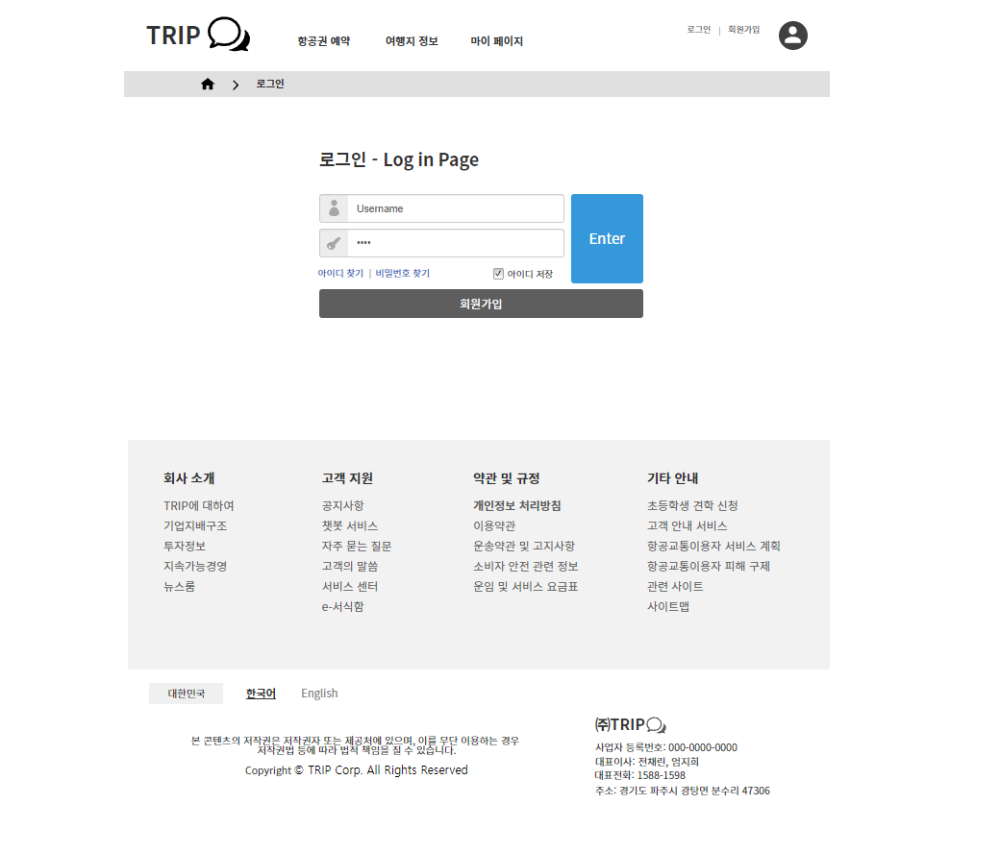 TRIP
항공권 예약 여행지 정보 마이 페이지
로그인 | 회원가입
로그인
로그인 - Log in Page
Username
••••
Enter
아이디 찾기 | 비밀번호 찾기 아이디 저장
회원가입
회사 소개
TRIP에 대하여
기업지배구조
투자정보
지속가능경영
뉴스룸
고객 지원
공지사항
챗봇 서비스
자주 묻는 질문
고객의 말씀
서비스 센터
e-서식함
약관 및 규정
개인정보 처리방침
이용약관
운송약관 및 고지사항
소비자 안전 관련 정보
운임 및 서비스 요금표
기타 안내
초등학생 견학 신청
고객 안내 서비스
항공교통이용자 서비스 계획
항공교통이용자 피해 구제
관련 사이트
사이트맵
대한민국 한국어 English
본 콘텐츠의 저작권은 저작권자 또는 제공처에 있으며, 이를 무단 이용하는 경우
저작권법 등에 따라 법적 책임을 질 수 있습니다.
Copyright © TRIP Corp. All Rights Reserved
㈜TRIP
사업자 등록번호: 000-0000-0000
대표이사: 전채린, 엄지희
대표전화: 1588-1598
주소: 경기도 파주시 광탄면 분수리 47306